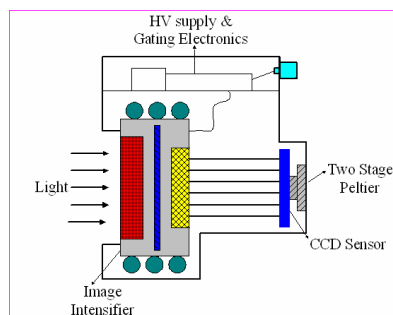 HV supply &
Gating Electronics
Light
Two Stage
Peltier
CCD Sensor
Image
Intensifier